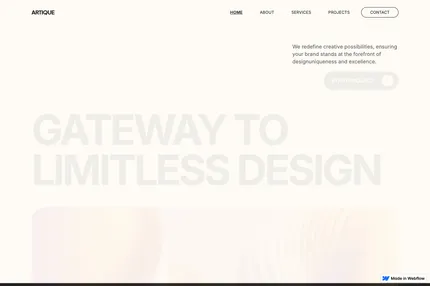 ARTIQUE
HOME
ABOUT
SERVICES
PROJECTS
CONTACT
We redefine creative possibilities, ensuring
your brand stands at the forefront of
designuniqueness and excellence.
GATEWAY TO
LIMITLESS DESIGN
Made in Webflow